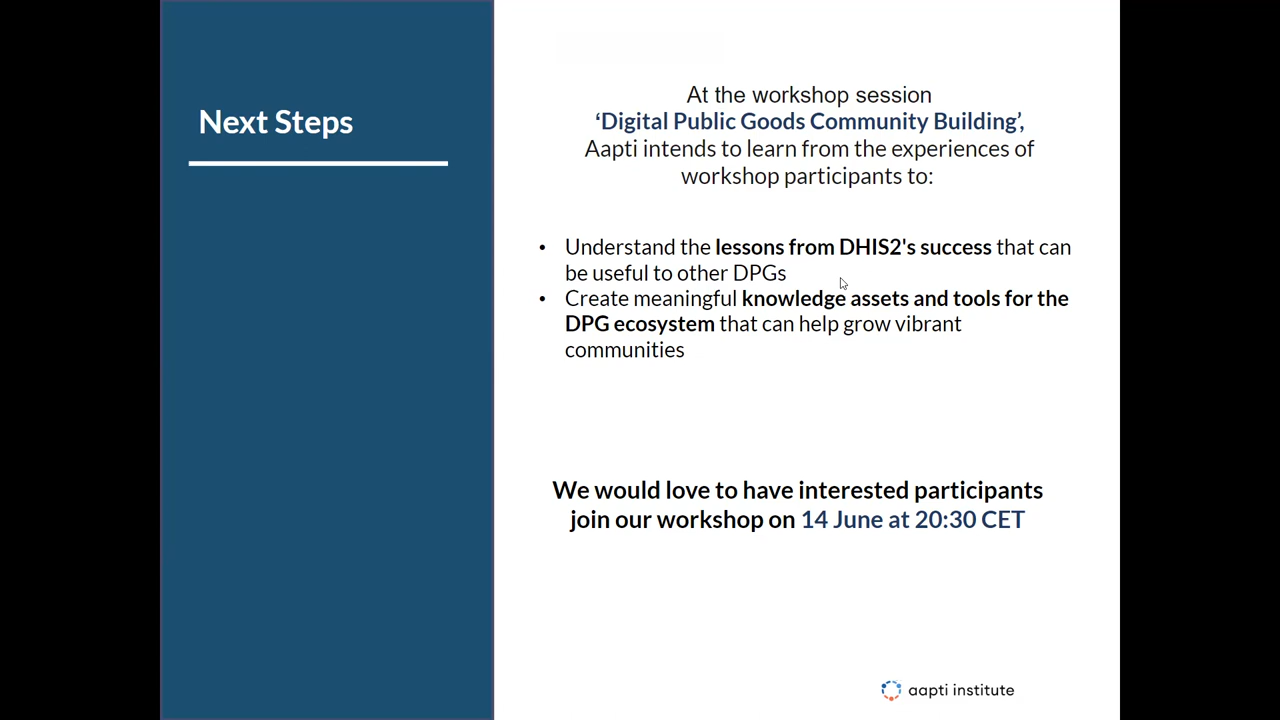 Next Steps
At the workshop session
‘Digital Public Goods Community Building’,
Aapti intends to learn from the experiences of
workshop participants to:
• Understand the lessons from DHIS2's success that can
be useful to other DPGs
• Create meaningful knowledge assets and tools for the
DPG ecosystem that can help grow vibrant
communities
We would love to have interested participants
join our workshop on 14 June at 20:30 CET
aapti institute